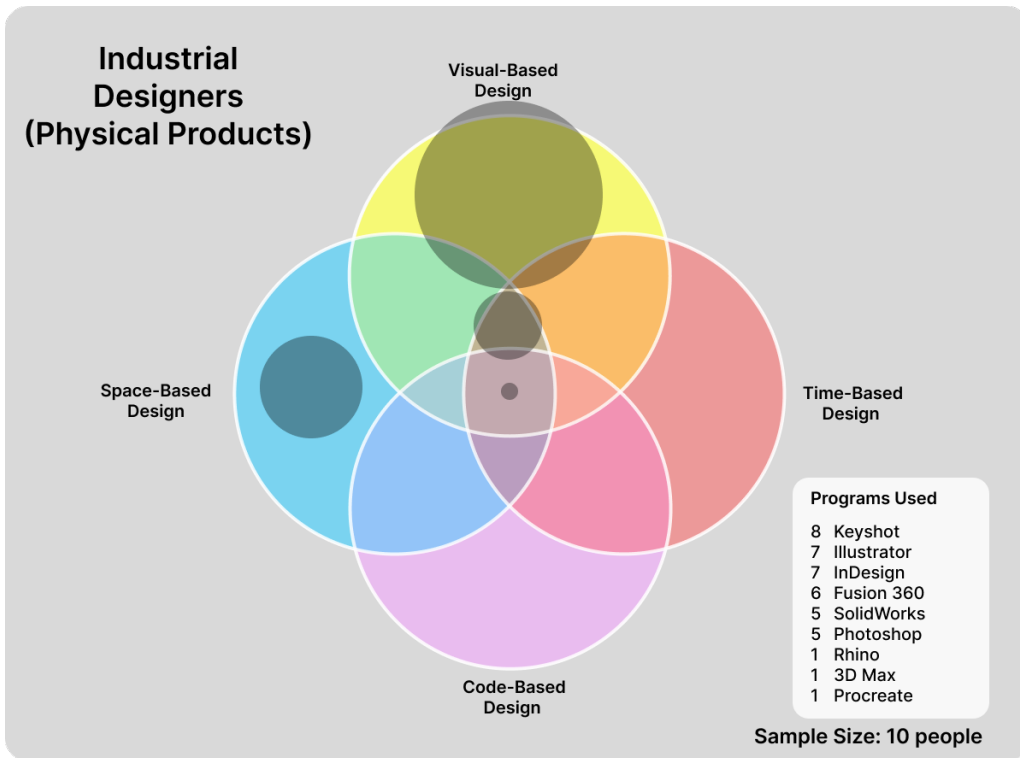 Industrial
Designers
(Physical Products)
Visual-Based
Design
Space-Based
Design
Time-Based
Design
Code-Based
Design
Programs Used
8 Keyshot
7 Illustrator
7 InDesign
6 Fusion 360
5 SolidWorks
5 Photoshop
1 Rhino
1 3D Max
1 Procreate
Sample Size: 10 people